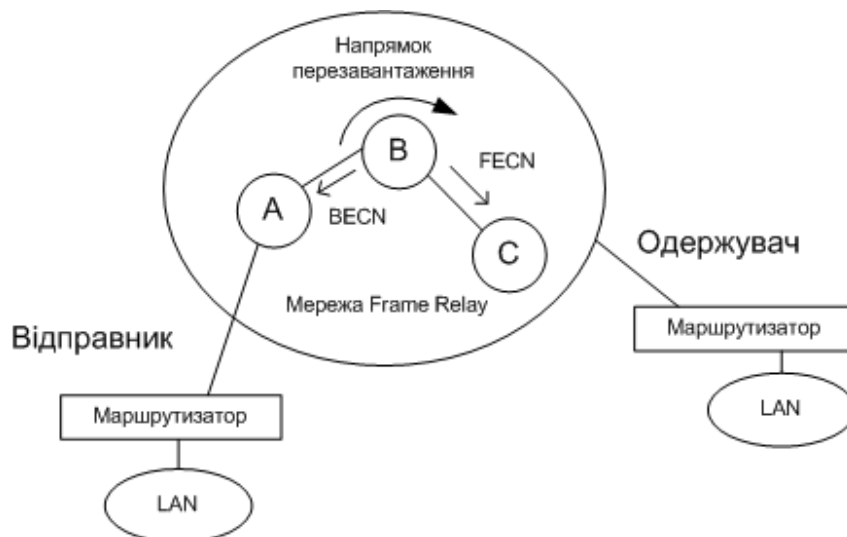 Напрямок
перезавантаження
B
FECN
A
BECN
C
Одержувач
Мережа Frame Relay
Маршрутизатор
Відправник
LAN
Маршрутизатор
LAN